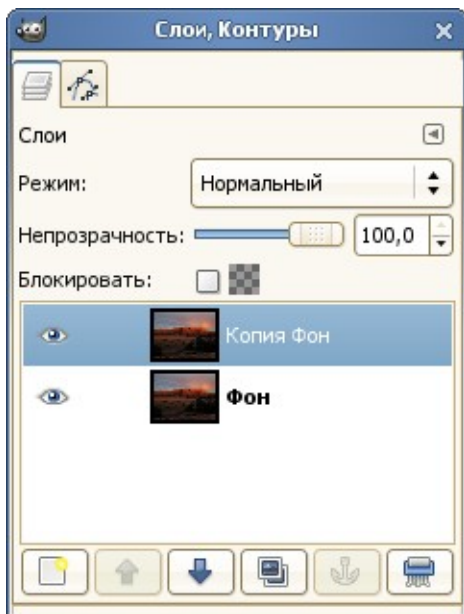 Слои, Контуры
Слои
Режим: Нормальный
Непрозрачность: 100,0
Блокировать:
Копия Фон
Фон